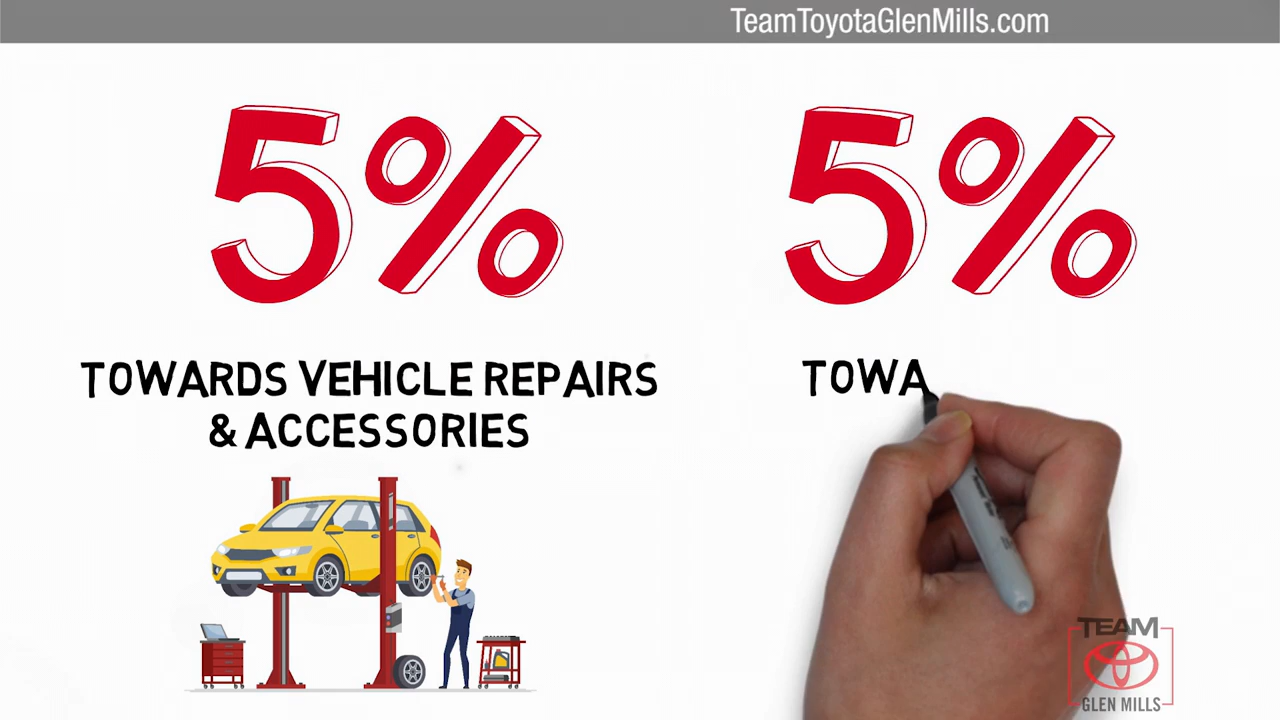 TeamToyotaGlenMills.com
5% 5%
TOWARDS VEHICLE REPAIRS
& ACCESSORIES
TOWA
TEAM
GLEN MILLS